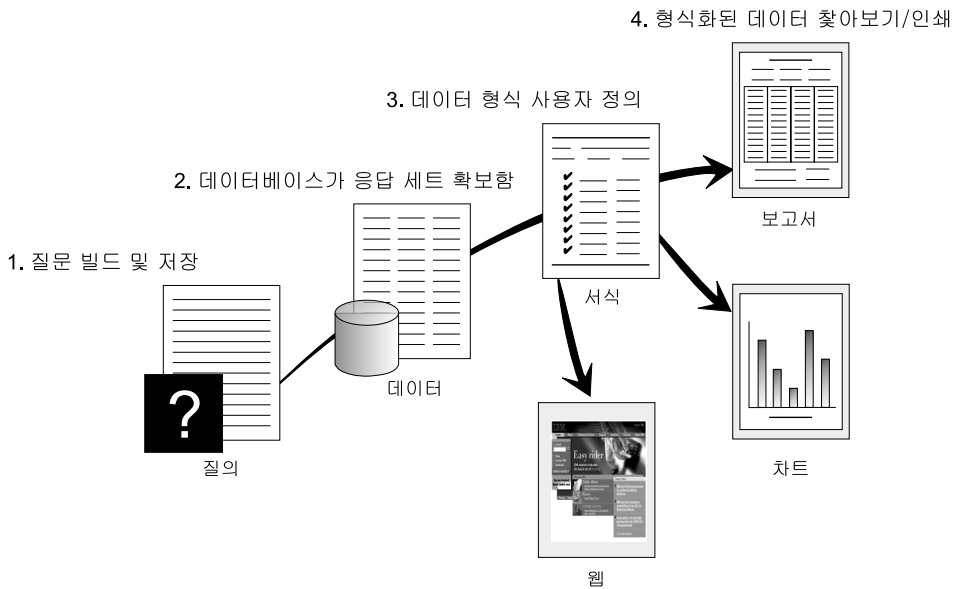 4. 형식화된 데이터 찾아보기/인쇄
3. 데이터 형식 사용자 정의
2. 데이터베이스가 응답 세트 확보함
1. 질문 빌드 및 저장
보고서
서식
데이터
?
질의
차트
IBM
Easy rider
웹